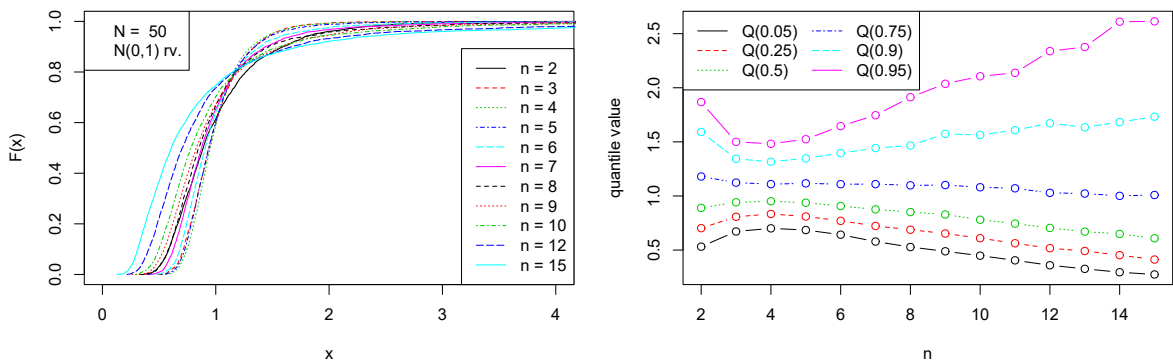 N = 50
N(0,1) rv.
F(x)
0.0 0.2 0.4 0.6 0.8 1.0
n = 2
n = 3
n = 4
n = 5
n = 6
n = 7
n = 8
n = 9
n = 10
n = 12
n = 15
0 1 2 3 4
x
Q(0.05)
Q(0.25)
Q(0.5)
Q(0.75)
Q(0.9)
Q(0.95)
quantile value
0.5 1.0 1.5 2.0 2.5
2 4 6 8 10 12 14
n